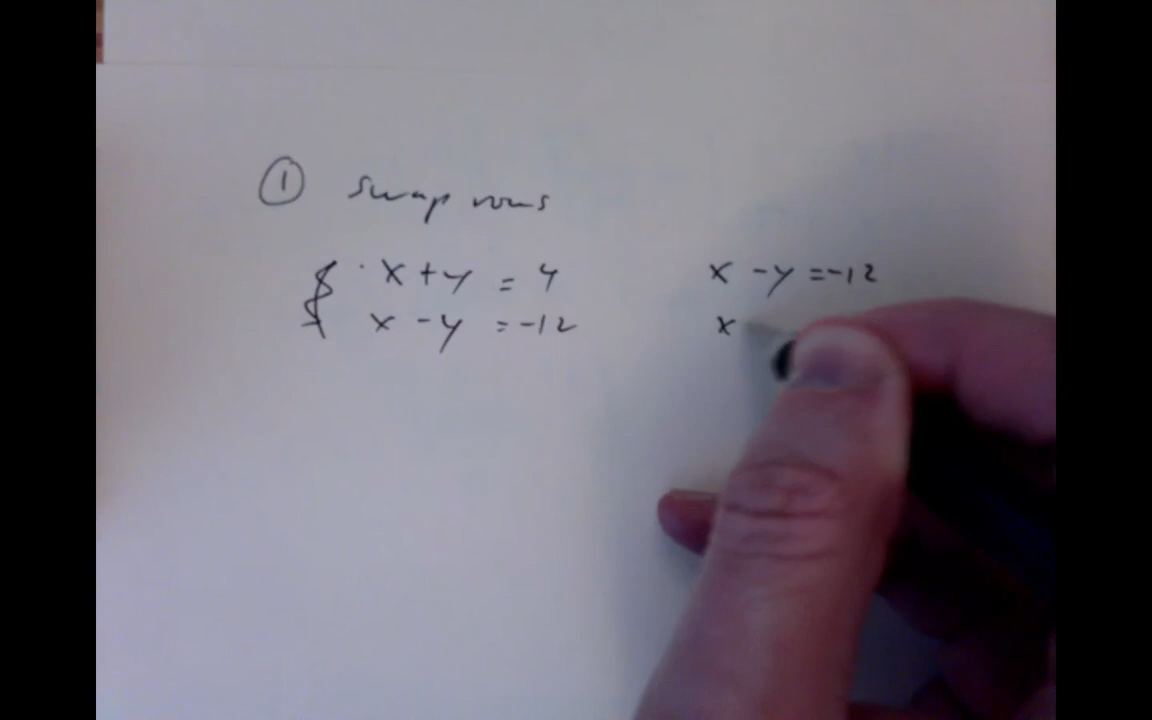 ① swap rows
x + y = 4
x - y = -12
x - y = -12
x